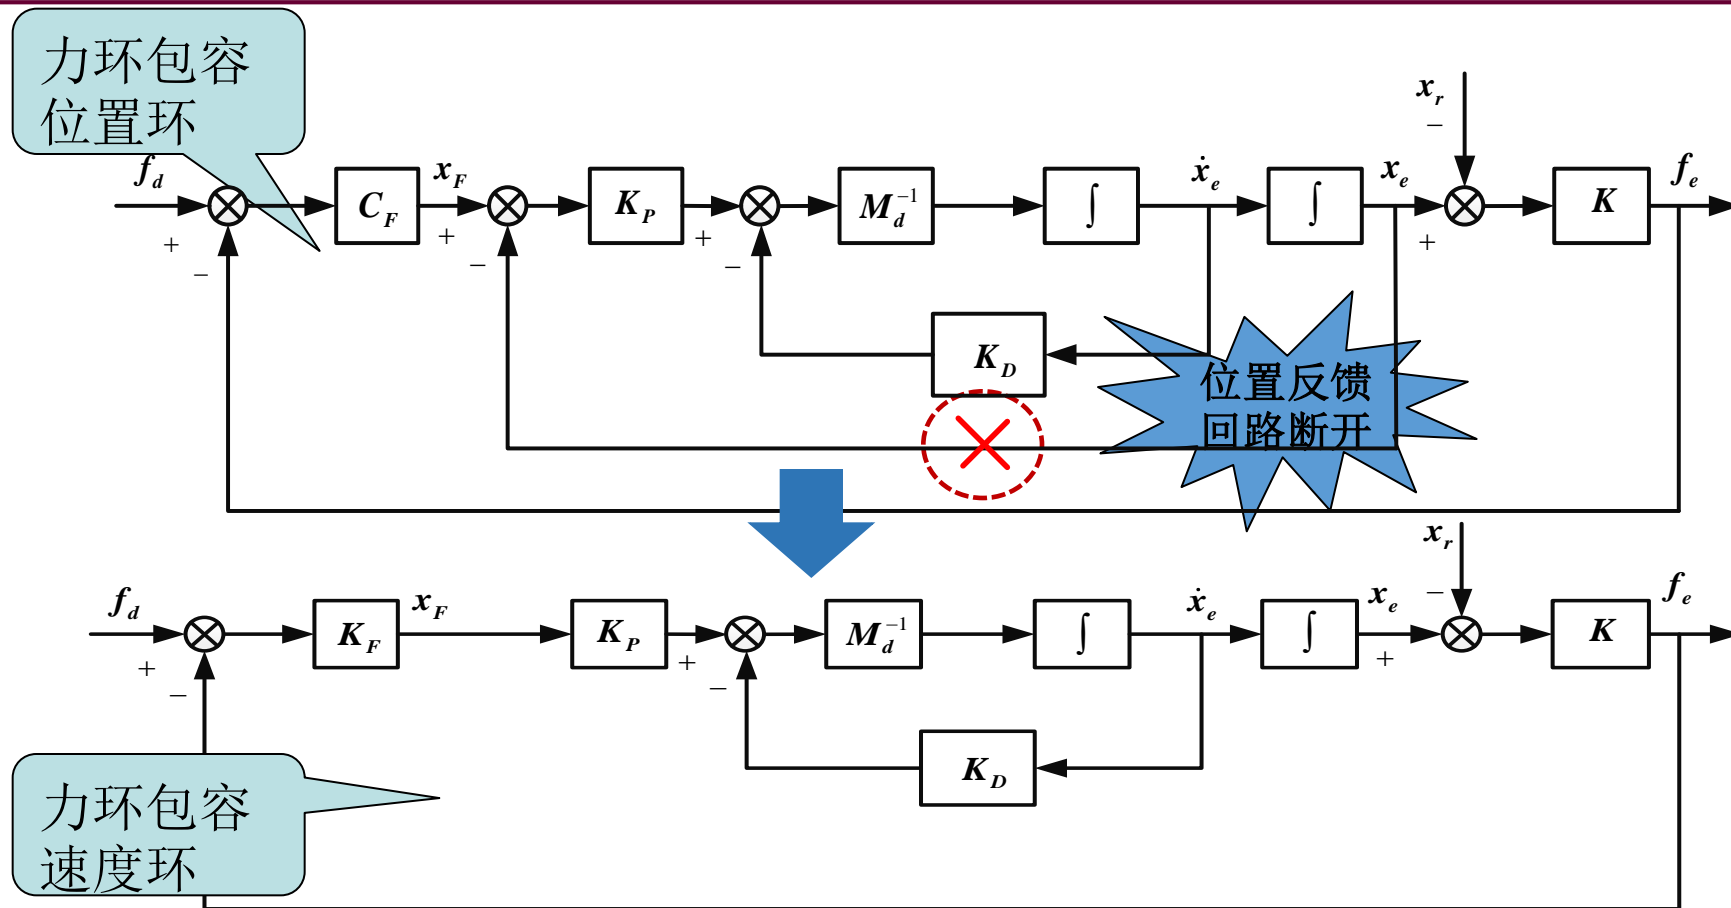 力环包容
位置环
x_r
−
f_d
C_F
x_F
K_P
M_d^{-1}
∫
ẋ_e
∫
x_e
K
f_e
+
−
+
−
+
−
+
K_D
位置反馈
回路断开
x_r
−
f_d
K_F
x_F
K_P
M_d^{-1}
∫
ẋ_e
∫
x_e
K
f_e
+
−
+
−
+
K_D
力环包容
速度环